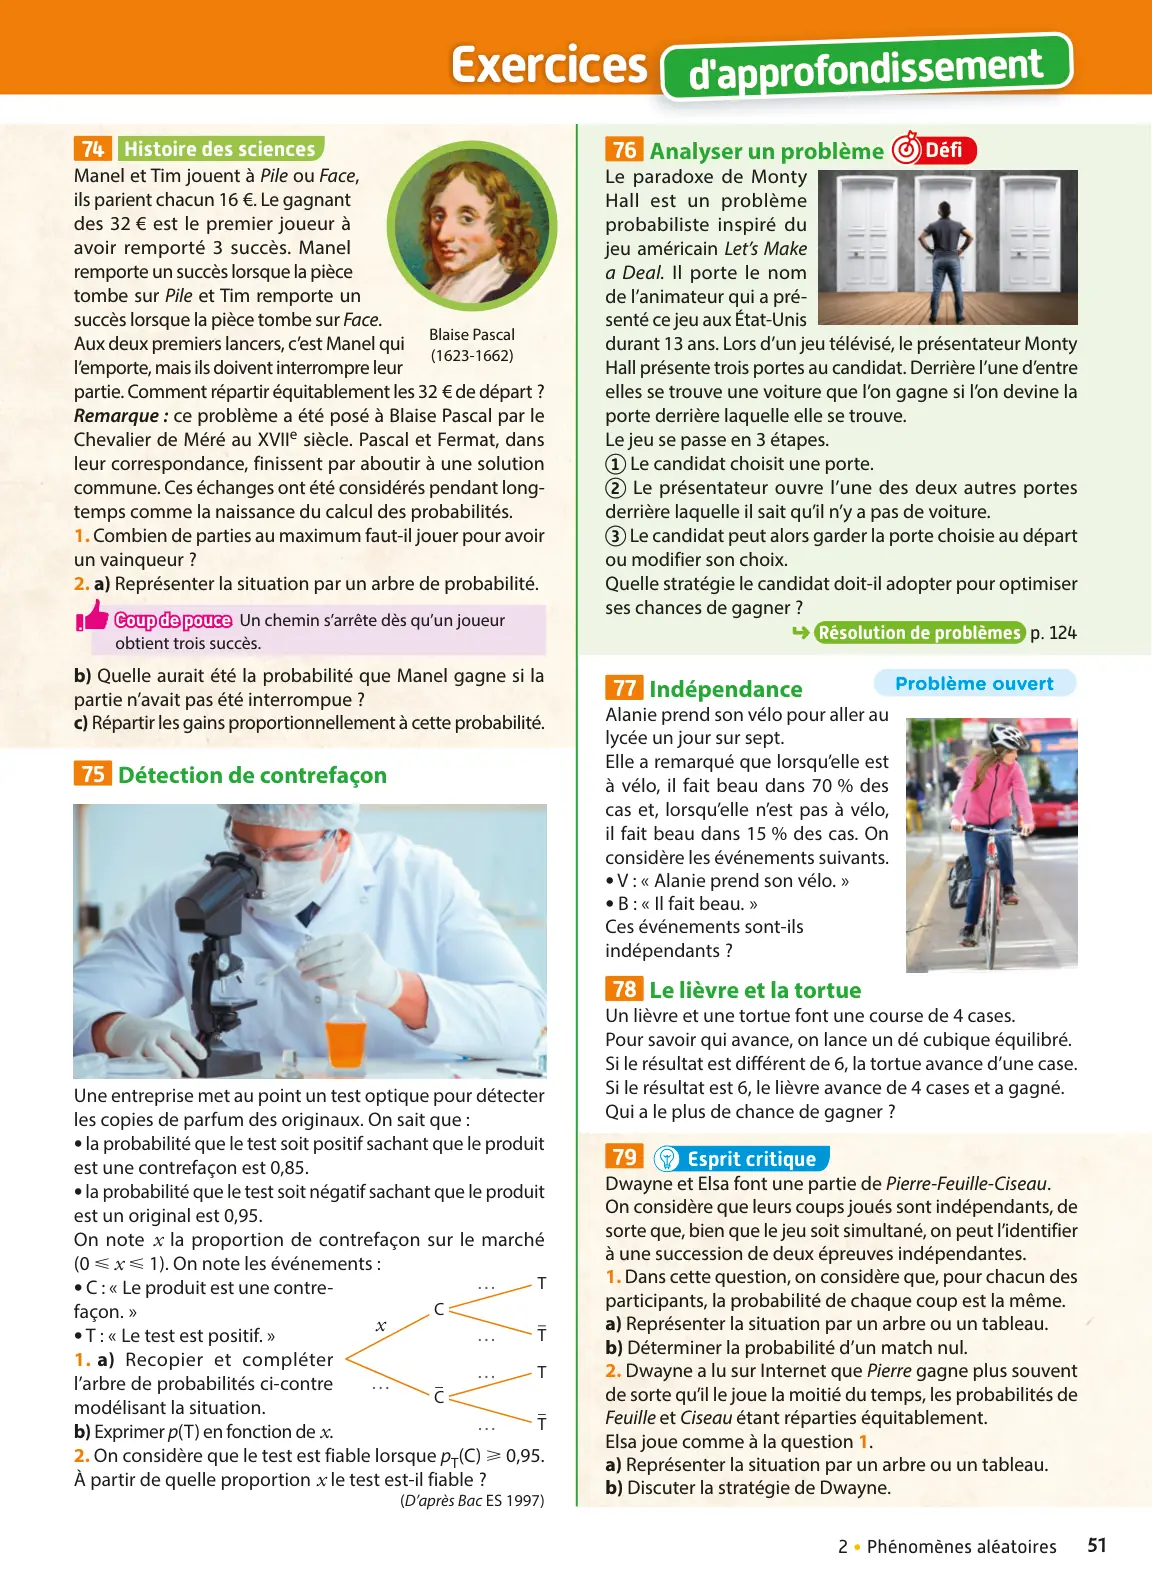 Exercices d'approfondissement
74 Histoire des sciences
Manel et Tim jouent à Pile ou Face,
ils parient chacun 16 €. Le gagnant
des 32 € est le premier joueur à
avoir remporté 3 succès. Manel
remporte un succès lorsque la pièce
tombe sur Pile et Tim remporte un
succès lorsque la pièce tombe sur Face.
Aux deux premiers lancers, c'est Manel qui
l'emporte, mais ils doivent interrompre leur
partie. Comment répartir équitablement les 32 € de départ ?
Blaise Pascal
(1623-1662)
Remarque : ce problème a été posé à Blaise Pascal par le
Chevalier de Méré au XVIIe siècle. Pascal et Fermat, dans
leur correspondance, finissent par aboutir à une solution
commune. Ces échanges ont été considérés pendant long-
temps comme la naissance du calcul des probabilités.
1. Combien de parties au maximum faut-il jouer pour avoir
un vainqueur ?
2. a) Représenter la situation par un arbre de probabilité.
Coup de pouce Un chemin s'arrête dès qu'un joueur
obtient trois succès.
b) Quelle aurait été la probabilité que Manel gagne si la
partie n'avait pas été interrompue ?
c) Répartir les gains proportionnellement à cette probabilité.
75 Détection de contrefaçon
Une entreprise met au point un test optique pour détecter
les copies de parfum des originaux. On sait que :
• la probabilité que le test soit positif sachant que le produit
est une contrefaçon est 0,85.
• la probabilité que le test soit négatif sachant que le produit
est un original est 0,95.
On note x la proportion de contrefaçon sur le marché
(0 ⩽ x ⩽ 1). On note les événements :
• C : « Le produit est une contre-
façon. »
• T : « Le test est positif. »
1. a) Recopier et compléter
l'arbre de probabilités ci-contre
modélisant la situation.
b) Exprimer p(T) en fonction de x.
x
...
C
C̅
...
T
...
T̅
...
T
...
T̅
2. On considère que le test est fiable lorsque pT(C) ⩾ 0,95.
À partir de quelle proportion x le test est-il fiable ?
(D'après Bac ES 1997)
76 Analyser un problème Défi
Le paradoxe de Monty
Hall est un problème
probabiliste inspiré du
jeu américain Let's Make
a Deal. Il porte le nom
de l'animateur qui a pré-
senté ce jeu aux État-Unis
durant 13 ans. Lors d'un jeu télévisé, le présentateur Monty
Hall présente trois portes au candidat. Derrière l'une d'entre
elles se trouve une voiture que l'on gagne si l'on devine la
porte derrière laquelle elle se trouve.
Le jeu se passe en 3 étapes.
① Le candidat choisit une porte.
② Le présentateur ouvre l'une des deux autres portes
derrière laquelle il sait qu'il n'y a pas de voiture.
③ Le candidat peut alors garder la porte choisie au départ
ou modifier son choix.
Quelle stratégie le candidat doit-il adopter pour optimiser
ses chances de gagner ?
Résolution de problèmes p. 124
77 Indépendance Problème ouvert
Alanie prend son vélo pour aller au
lycée un jour sur sept.
Elle a remarqué que lorsqu'elle est
à vélo, il fait beau dans 70 % des
cas et, lorsqu'elle n'est pas à vélo,
il fait beau dans 15 % des cas. On
considère les événements suivants.
• V : « Alanie prend son vélo. »
• B : « Il fait beau. »
Ces événements sont-ils
indépendants ?
78 Le lièvre et la tortue
Un lièvre et une tortue font une course de 4 cases.
Pour savoir qui avance, on lance un dé cubique équilibré.
Si le résultat est différent de 6, la tortue avance d'une case.
Si le résultat est 6, le lièvre avance de 4 cases et a gagné.
Qui a le plus de chance de gagner ?
79 Esprit critique
Dwayne et Elsa font une partie de Pierre-Feuille-Ciseau.
On considère que leurs coups joués sont indépendants, de
sorte que, bien que le jeu soit simultané, on peut l'identifier
à une succession de deux épreuves indépendantes.
1. Dans cette question, on considère que, pour chacun des
participants, la probabilité de chaque coup est la même.
a) Représenter la situation par un arbre ou un tableau.
b) Déterminer la probabilité d'un match nul.
2. Dwayne a lu sur Internet que Pierre gagne plus souvent
de sorte qu'il le joue la moitié du temps, les probabilités de
Feuille et Ciseau étant réparties équitablement.
Elsa joue comme à la question 1.
a) Représenter la situation par un arbre ou un tableau.
b) Discuter la stratégie de Dwayne.
2 • Phénomènes aléatoires 51